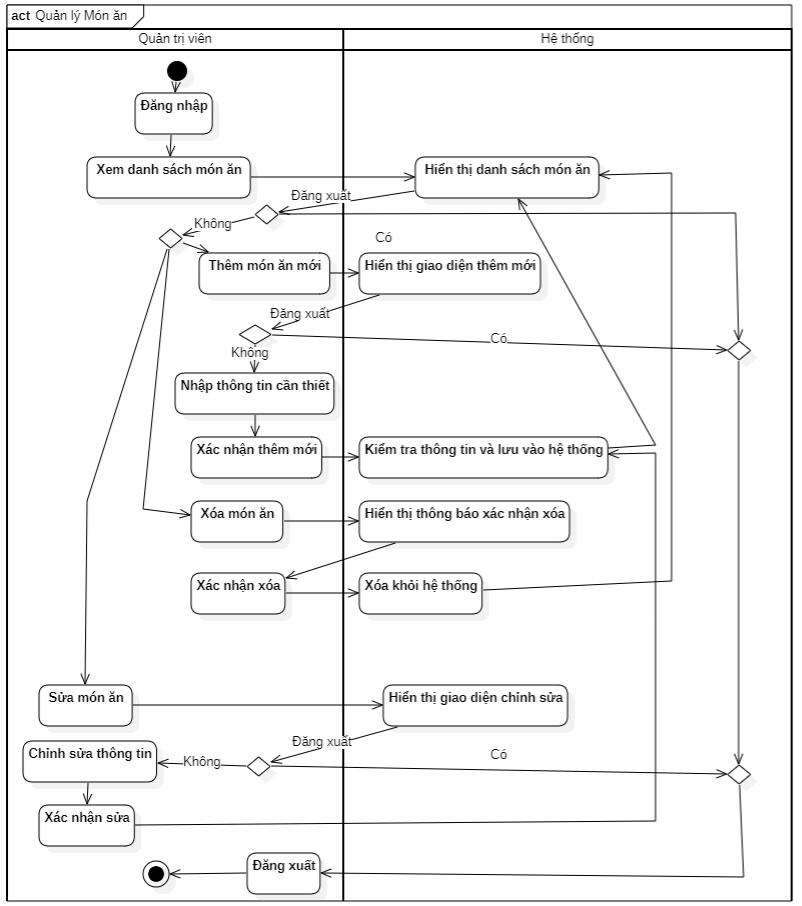 act Quản lý Món ăn
Quản trị viên
Hệ thống
Đăng nhập
Xem danh sách món ăn
Hiển thị danh sách món ăn
Đăng xuất
Không
Có
Thêm món ăn mới
Hiển thị giao diện thêm mới
Đăng xuất
Có
Không
Nhập thông tin cần thiết
Xác nhận thêm mới
Kiểm tra thông tin và lưu vào hệ thống
Xóa món ăn
Hiển thị thông báo xác nhận xóa
Xác nhận xóa
Xóa khỏi hệ thống
Sửa món ăn
Hiển thị giao diện chỉnh sửa
Đăng xuất
Chỉnh sửa thông tin
Không
Có
Xác nhận sửa
Đăng xuất